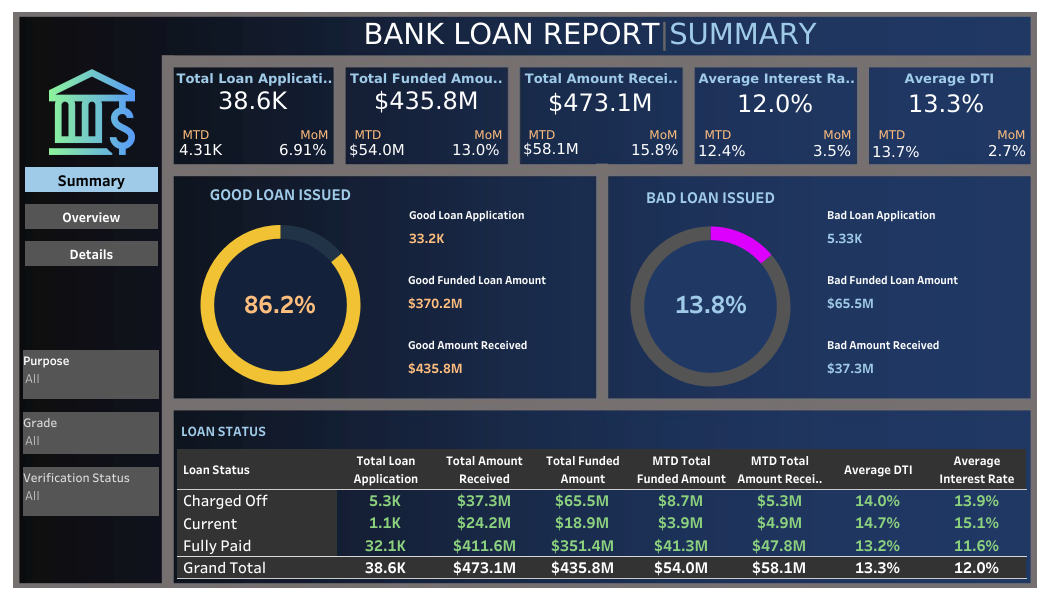 BANK LOAN REPORT|SUMMARY
Summary
Overview
Details
Purpose
All
Grade
All
Verification Status
All
Total Loan Applicati..
38.6K
MTD MoM
4.31K 6.91%
Total Funded Amou..
$435.8M
MTD MoM
$54.0M 13.0%
Total Amount Recei..
$473.1M
MTD MoM
$58.1M 15.8%
Average Interest Ra..
12.0%
MTD MoM
12.4% 3.5%
Average DTI
13.3%
MTD MoM
13.7% 2.7%
GOOD LOAN ISSUED
86.2%
Good Loan Application
33.2K
Good Funded Loan Amount
$370.2M
Good Amount Received
$435.8M
BAD LOAN ISSUED
13.8%
Bad Loan Application
5.33K
Bad Funded Loan Amount
$65.5M
Bad Amount Received
$37.3M
LOAN STATUS
Loan Status Total Loan Application Total Amount Received Total Funded Amount MTD Total Funded Amount MTD Total Amount Recei.. Average DTI Average Interest Rate
Charged Off 5.3K $37.3M $65.5M $8.7M $5.3M 14.0% 13.9%
Current 1.1K $24.2M $18.9M $3.9M $4.9M 14.7% 15.1%
Fully Paid 32.1K $411.6M $351.4M $41.3M $47.8M 13.2% 11.6%
Grand Total 38.6K $473.1M $435.8M $54.0M $58.1M 13.3% 12.0%